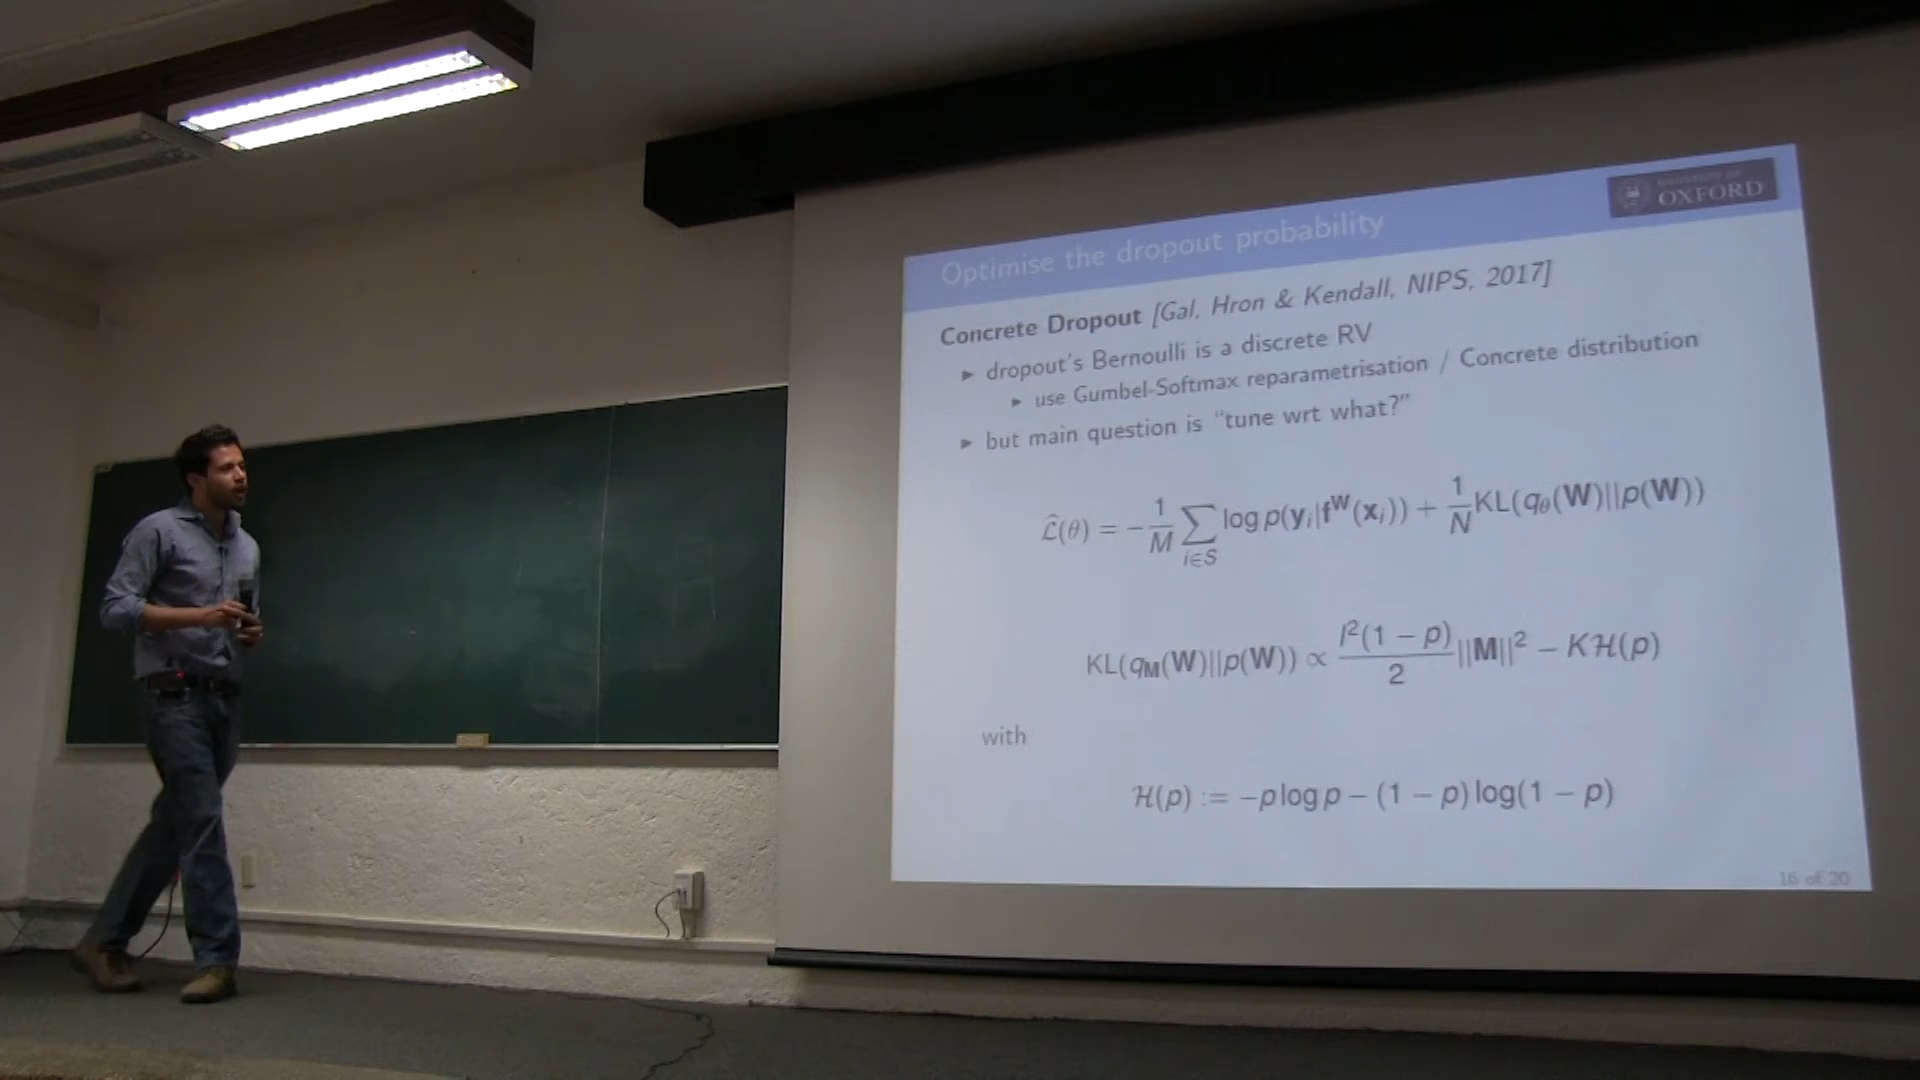 UNIVERSITY OF
OXFORD
Optimise the dropout probability
Concrete Dropout [Gal, Hron & Kendall, NIPS, 2017]
▶ dropout's Bernoulli is a discrete RV
▶ use Gumbel-Softmax reparametrisation / Concrete distribution
▶ but main question is “tune wrt what?”
L̂(θ) = −1/M ∑_{i∈S} log p(y_i|f^W(x_i)) + 1/N KL(q_θ(W)||p(W))
KL(q_M(W)||p(W)) ∝ l²(1 − p)/2 ||M||² − KH(p)
with
H(p) := −p log p − (1 − p) log(1 − p)
16 of 20